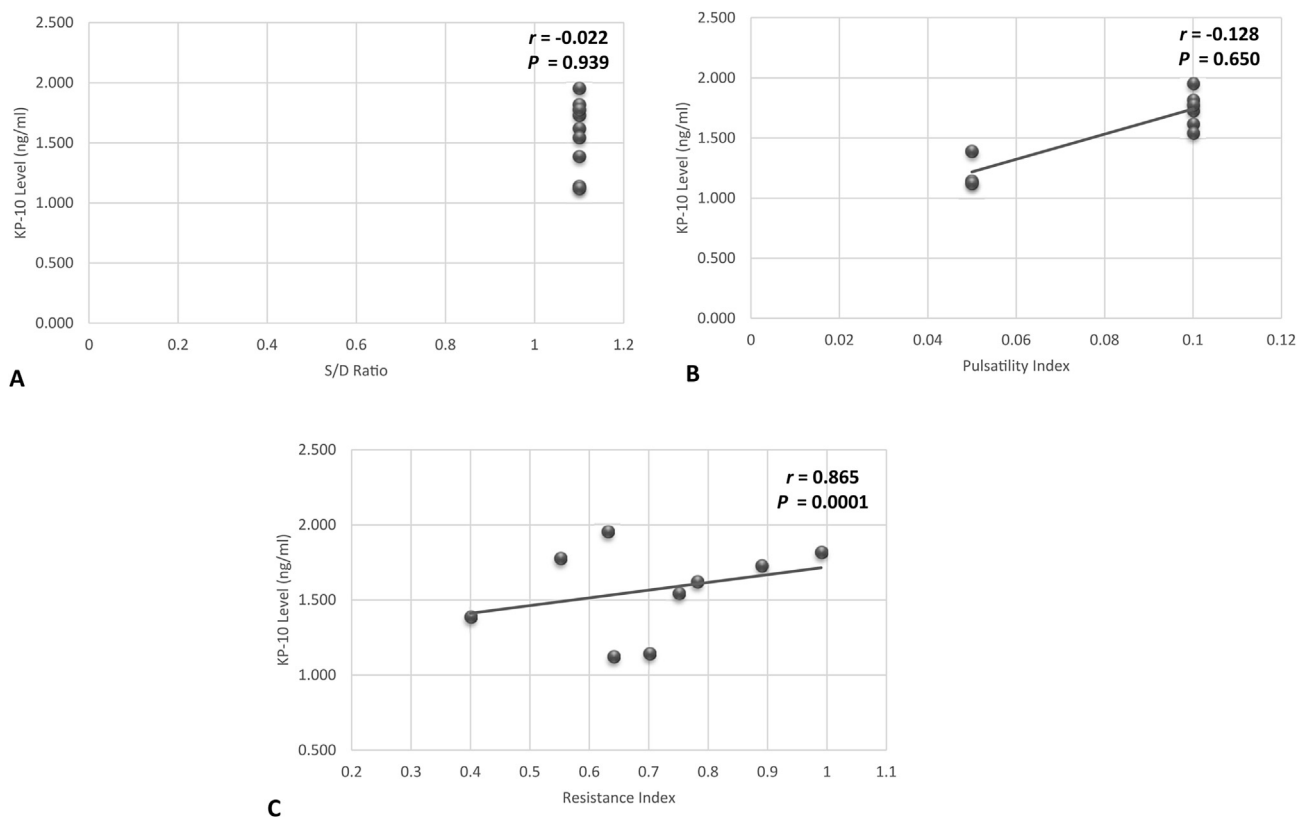 2.500
2.000
1.500
1.000
0.500
0.000
KP-10 Level (ng/ml)
r = -0.022
P = 0.939
0 0.2 0.4 0.6 0.8 1 1.2
S/D Ratio
A
2.500
2.000
1.500
1.000
0.500
0.000
KP-10 Level (ng/ml)
r = -0.128
P = 0.650
0 0.02 0.04 0.06 0.08 0.1 0.12
Pulsatility Index
B
2.500
2.000
1.500
1.000
0.500
KP-10 Level (ng/ml)
r = 0.865
P = 0.0001
0.2 0.3 0.4 0.5 0.6 0.7 0.8 0.9 1 1.1
Resistance Index
C